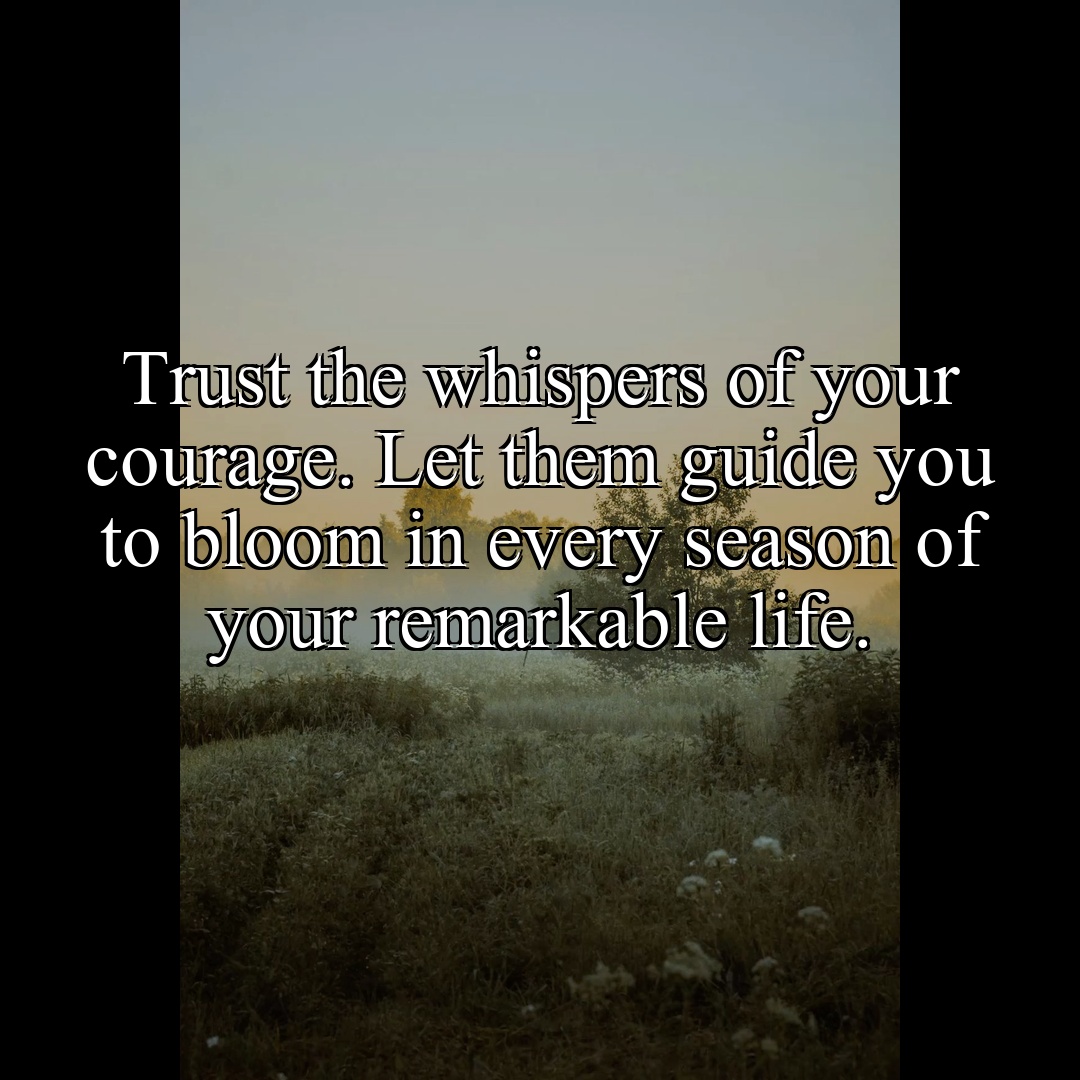 Trust the whispers of your
courage. Let them guide you
to bloom in every season of
your remarkable life.